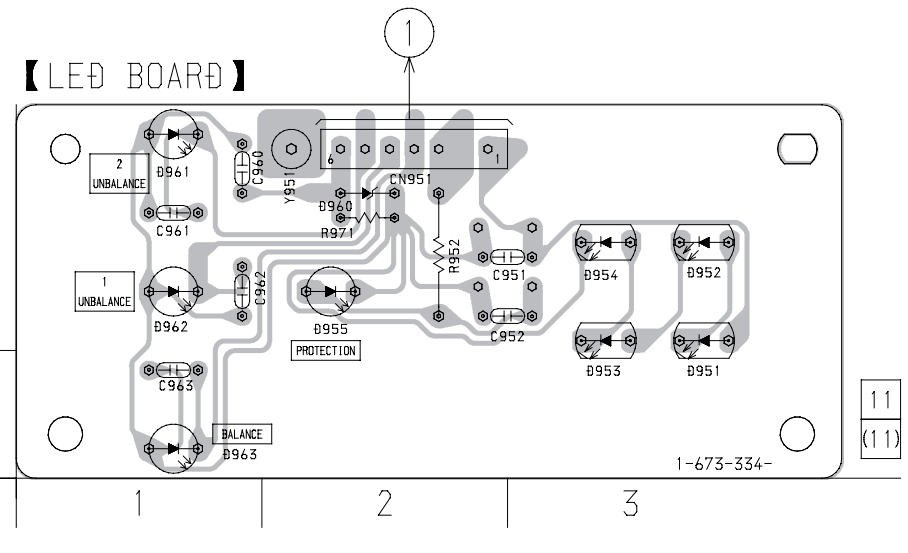 1
【LED BOARD】
2
UNBALANCE
D961
C960
Y951
6
1
CN951
D960
C961
R971
R952
C951
D954
D952
1
UNBALANCE
C962
D962
D955
C952
PROTECTION
D953
D951
C963
BALANCE
D963
11
(11)
1-673-334-
1
2
3